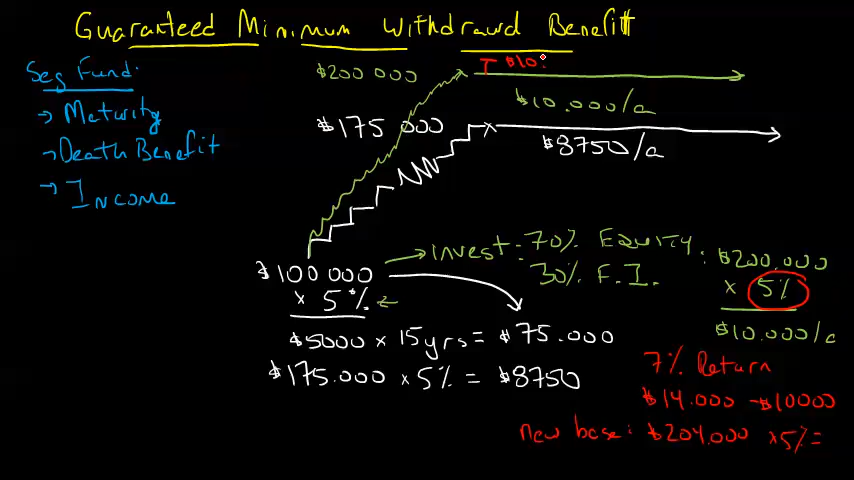 Guaranteed Minimum Withdrawal Benefit
Seg Fund:
→ Maturity
→ Death Benefit
→ Income
$200 000
$10.000/a
$175 000
$8750/a
$100 000
x 5% ←
→ Invest: 70% Equity:
30% F.I.
$200.000
x 5%
$10.000/a
$5000 x 15yrs = $75.000
$175.000 x 5% = $8750
7% Return
$14.000 - $10000
new base: $204.000 x 5% =